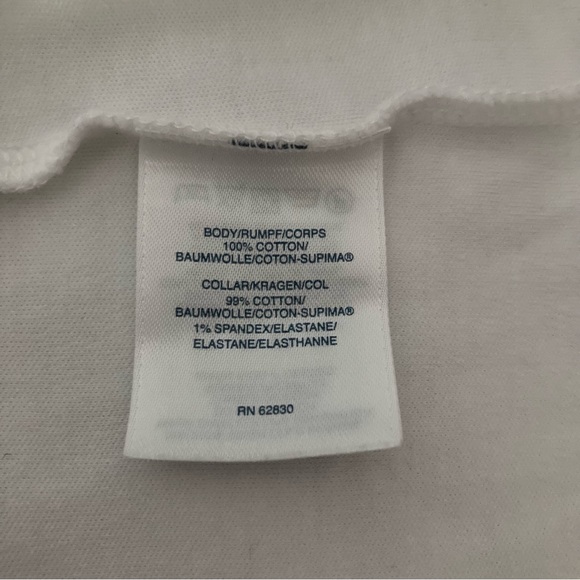 BODY/RUMPF/CORPS
100% COTTON/
BAUMWOLLE/COTON-SUPIMA®
COLLAR/KRAGEN/COL
99% COTTON/
BAUMWOLLE/COTON-SUPIMA®
1% SPANDEX/ELASTANE/
ELASTANE/ELASTHANNE
RN 62830